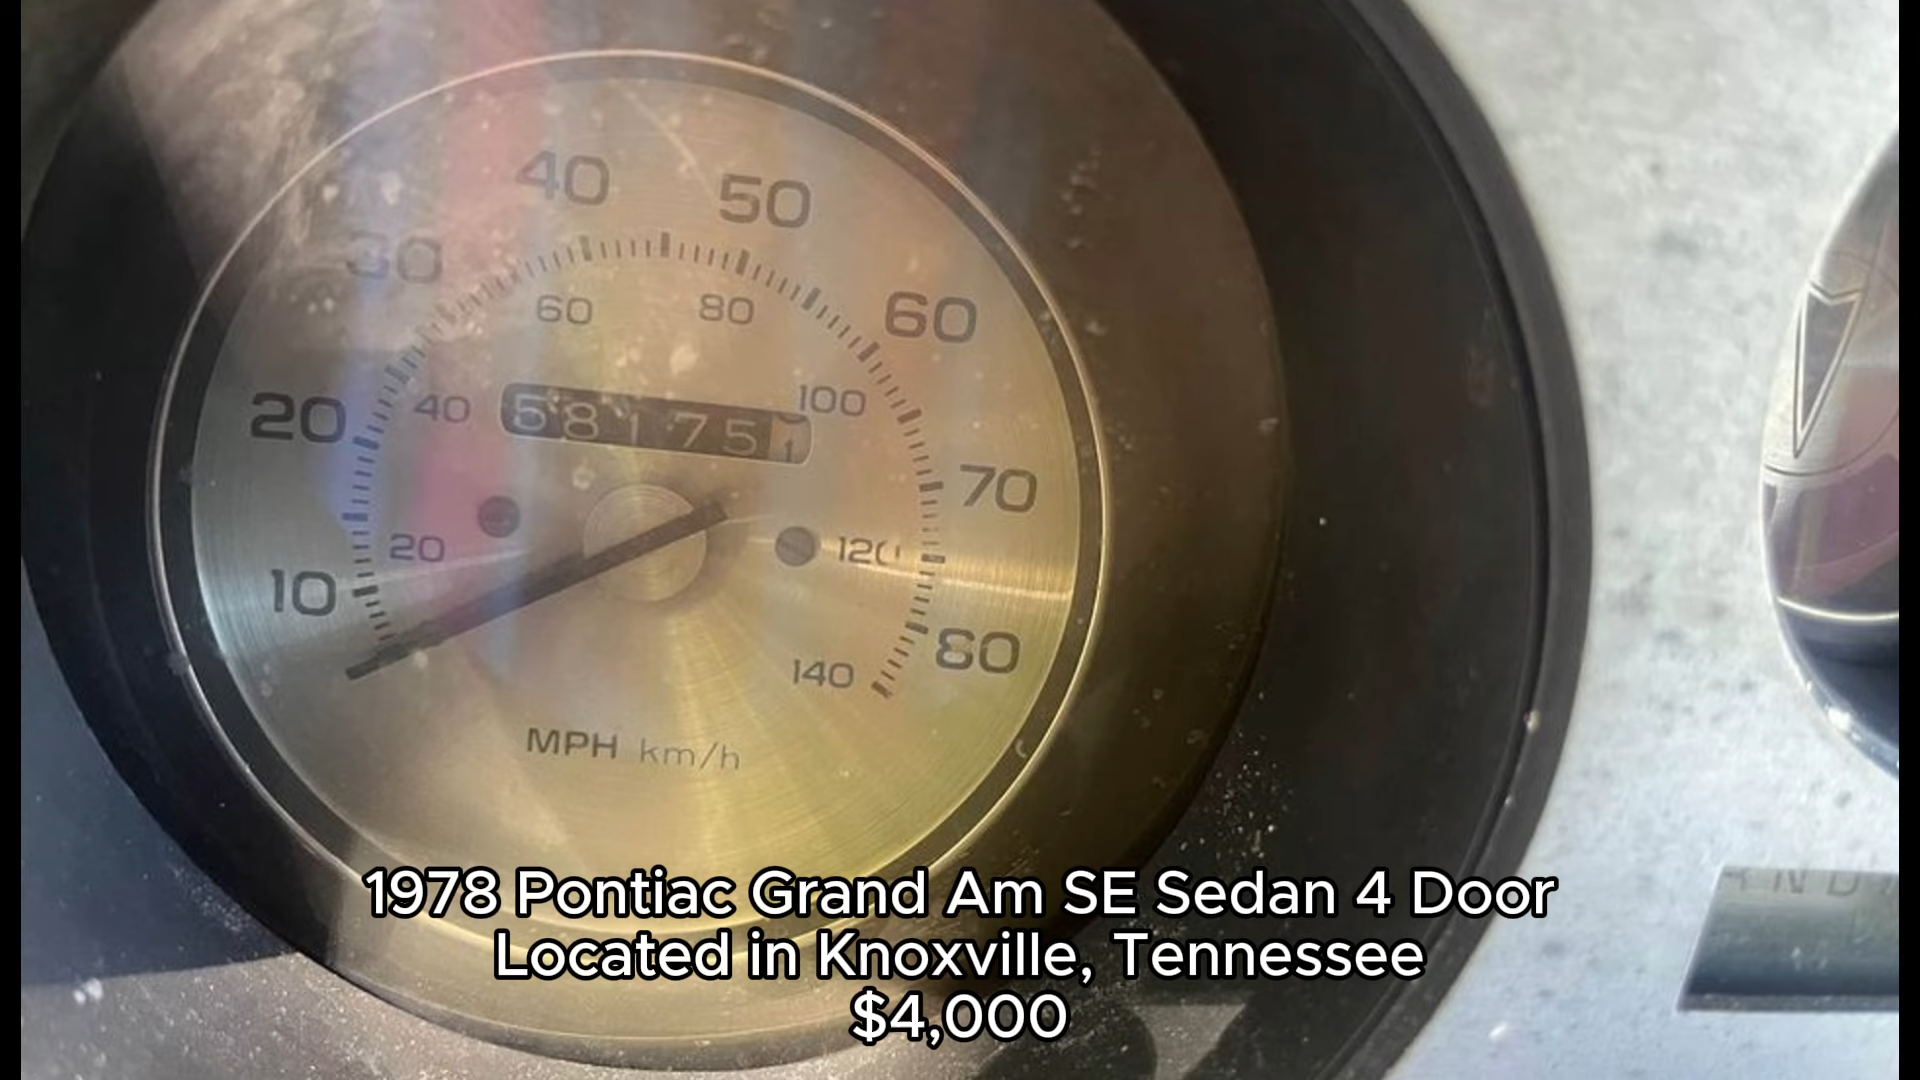 40 50
30 60
60 80
20 40 58175 1 100
70
20 120
10
80
140
MPH km/h
1978 Pontiac Grand Am SE Sedan 4 Door
Located in Knoxville, Tennessee
$4,000